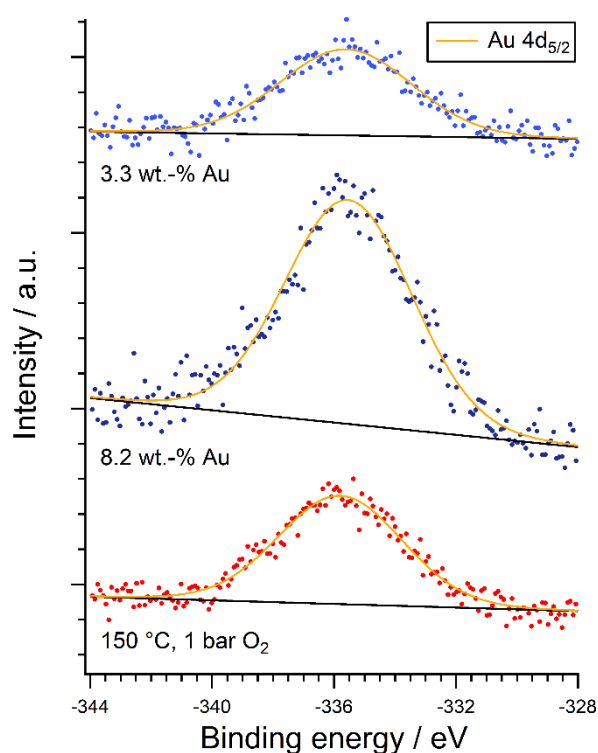 Au 4d5/2
3.3 wt.-% Au
8.2 wt.-% Au
150 °C, 1 bar O2
Intensity / a.u.
-344
-340
-336
-332
-328
Binding energy / eV